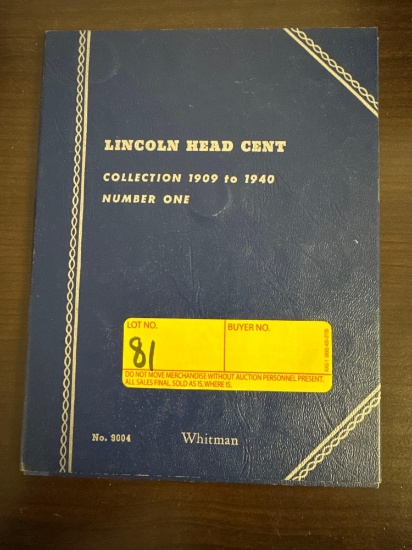 LINCOLN HEAD CENT
COLLECTION 1909 to 1940
NUMBER ONE
LOT NO.
BUYER NO.
81
DO NOT MOVE MERCHANDISE WITHOUT AUCTION PERSONNEL PRESENT.
ALL SALES FINAL. SOLD AS IS, WHERE IS.
No. 9004
Whitman